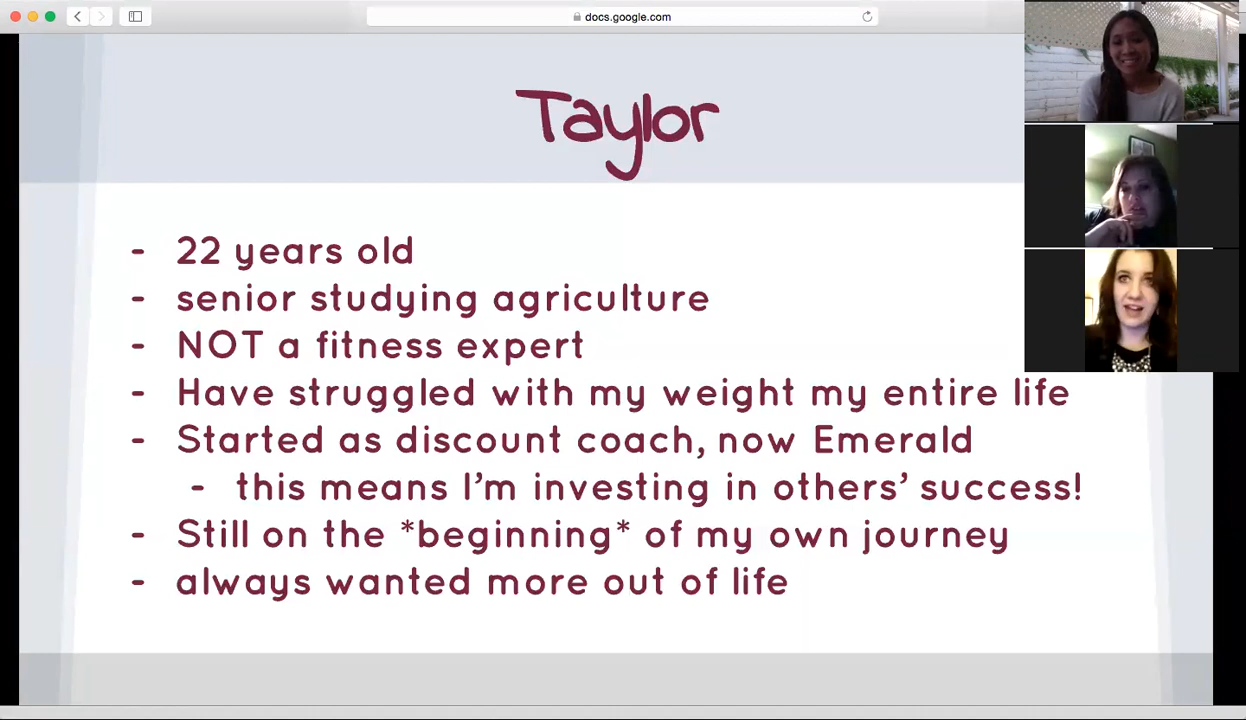 docs.google.com
Taylor
- 22 years old
- senior studying agriculture
- NOT a fitness expert
- Have struggled with my weight my entire life
- Started as discount coach, now Emerald
- this means I'm investing in others' success!
- Still on the *beginning* of my own journey
- always wanted more out of life